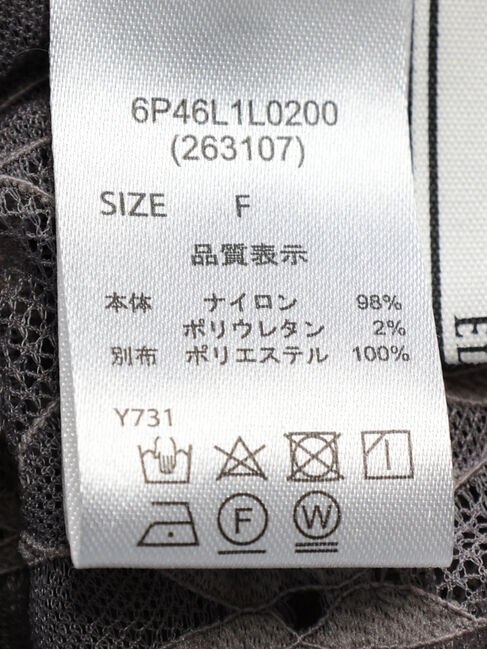 6P46L1L0200
(263107)
SIZE F
品質表示
本体 ナイロン 98%
ポリウレタン 2%
別布 ポリエステル 100%
Y731
F W